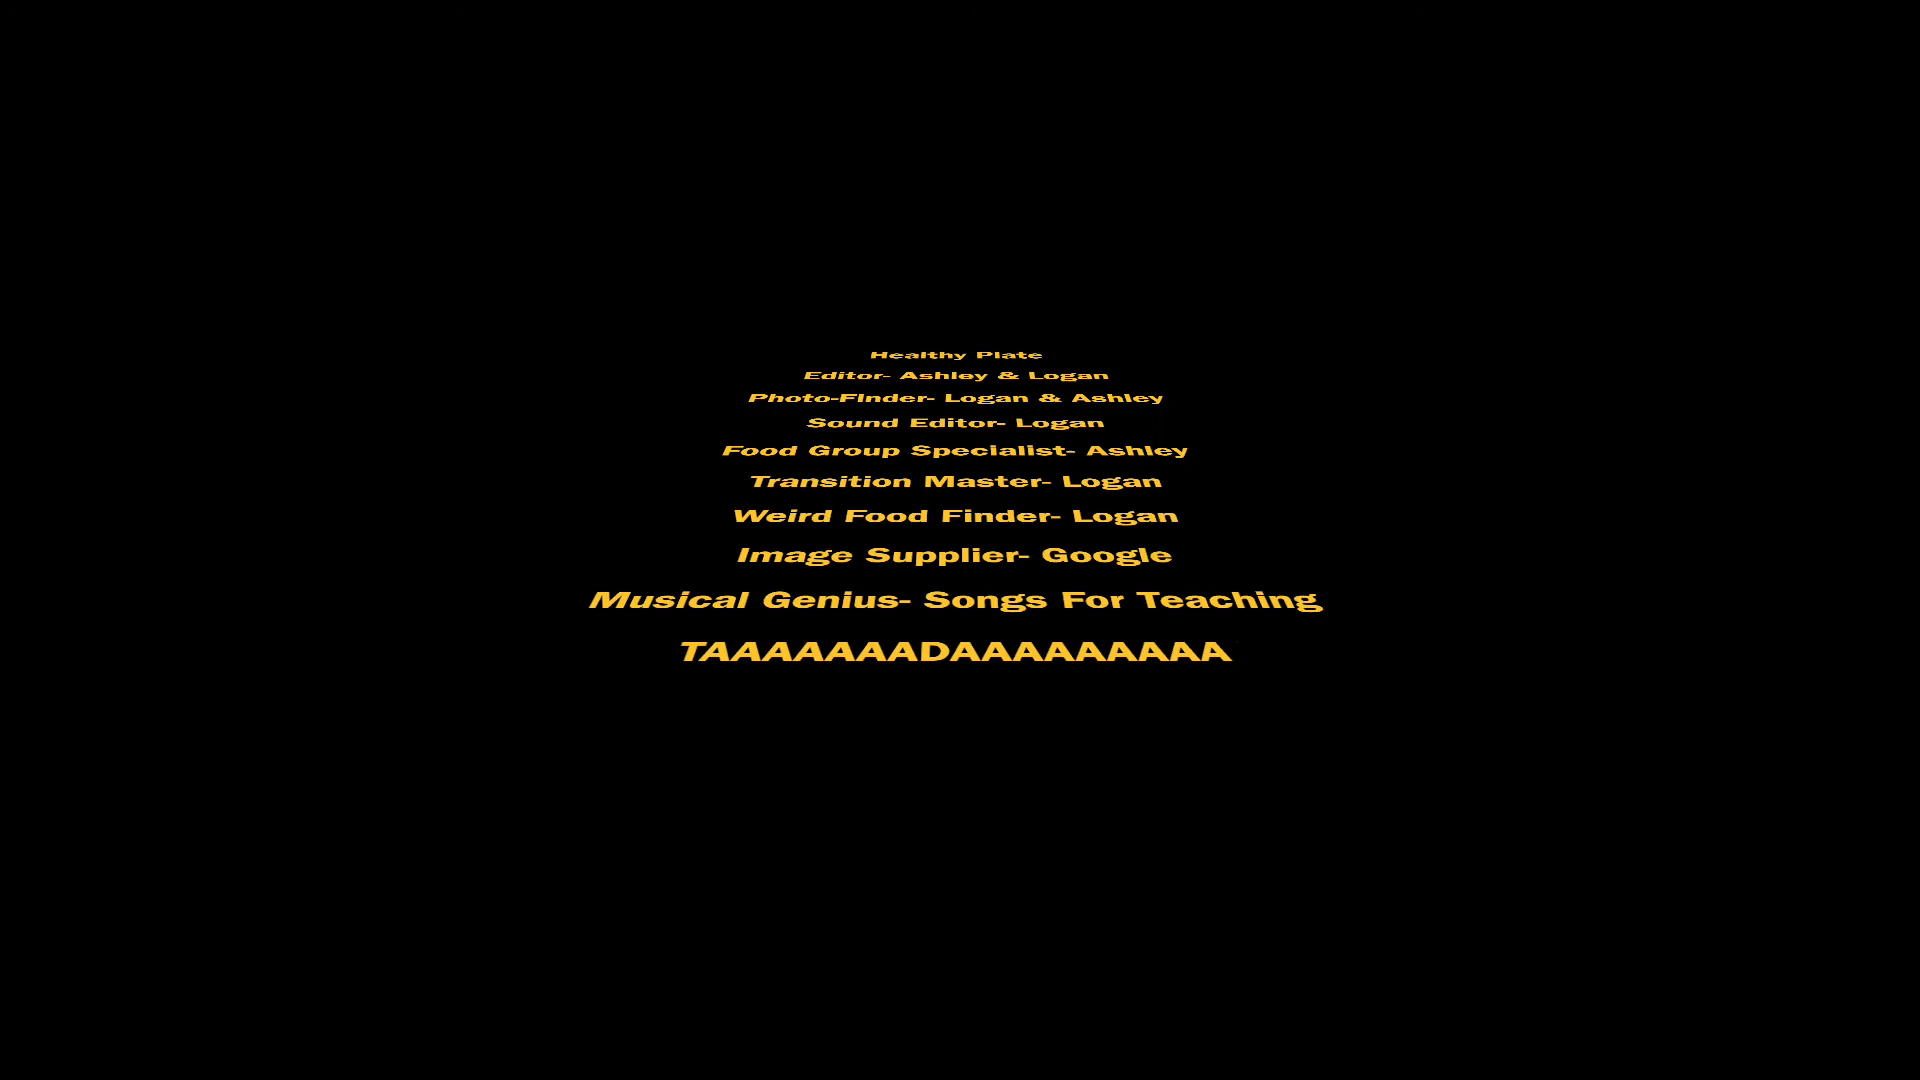 Healthy Plate
Editor- Ashley & Logan
Photo-Finder- Logan & Ashley
Sound Editor- Logan
Food Group Specialist- Ashley
Transition Master- Logan
Weird Food Finder- Logan
Image Supplier- Google
Musical Genius- Songs For Teaching
TAAAAAAADAAAAAAAAA